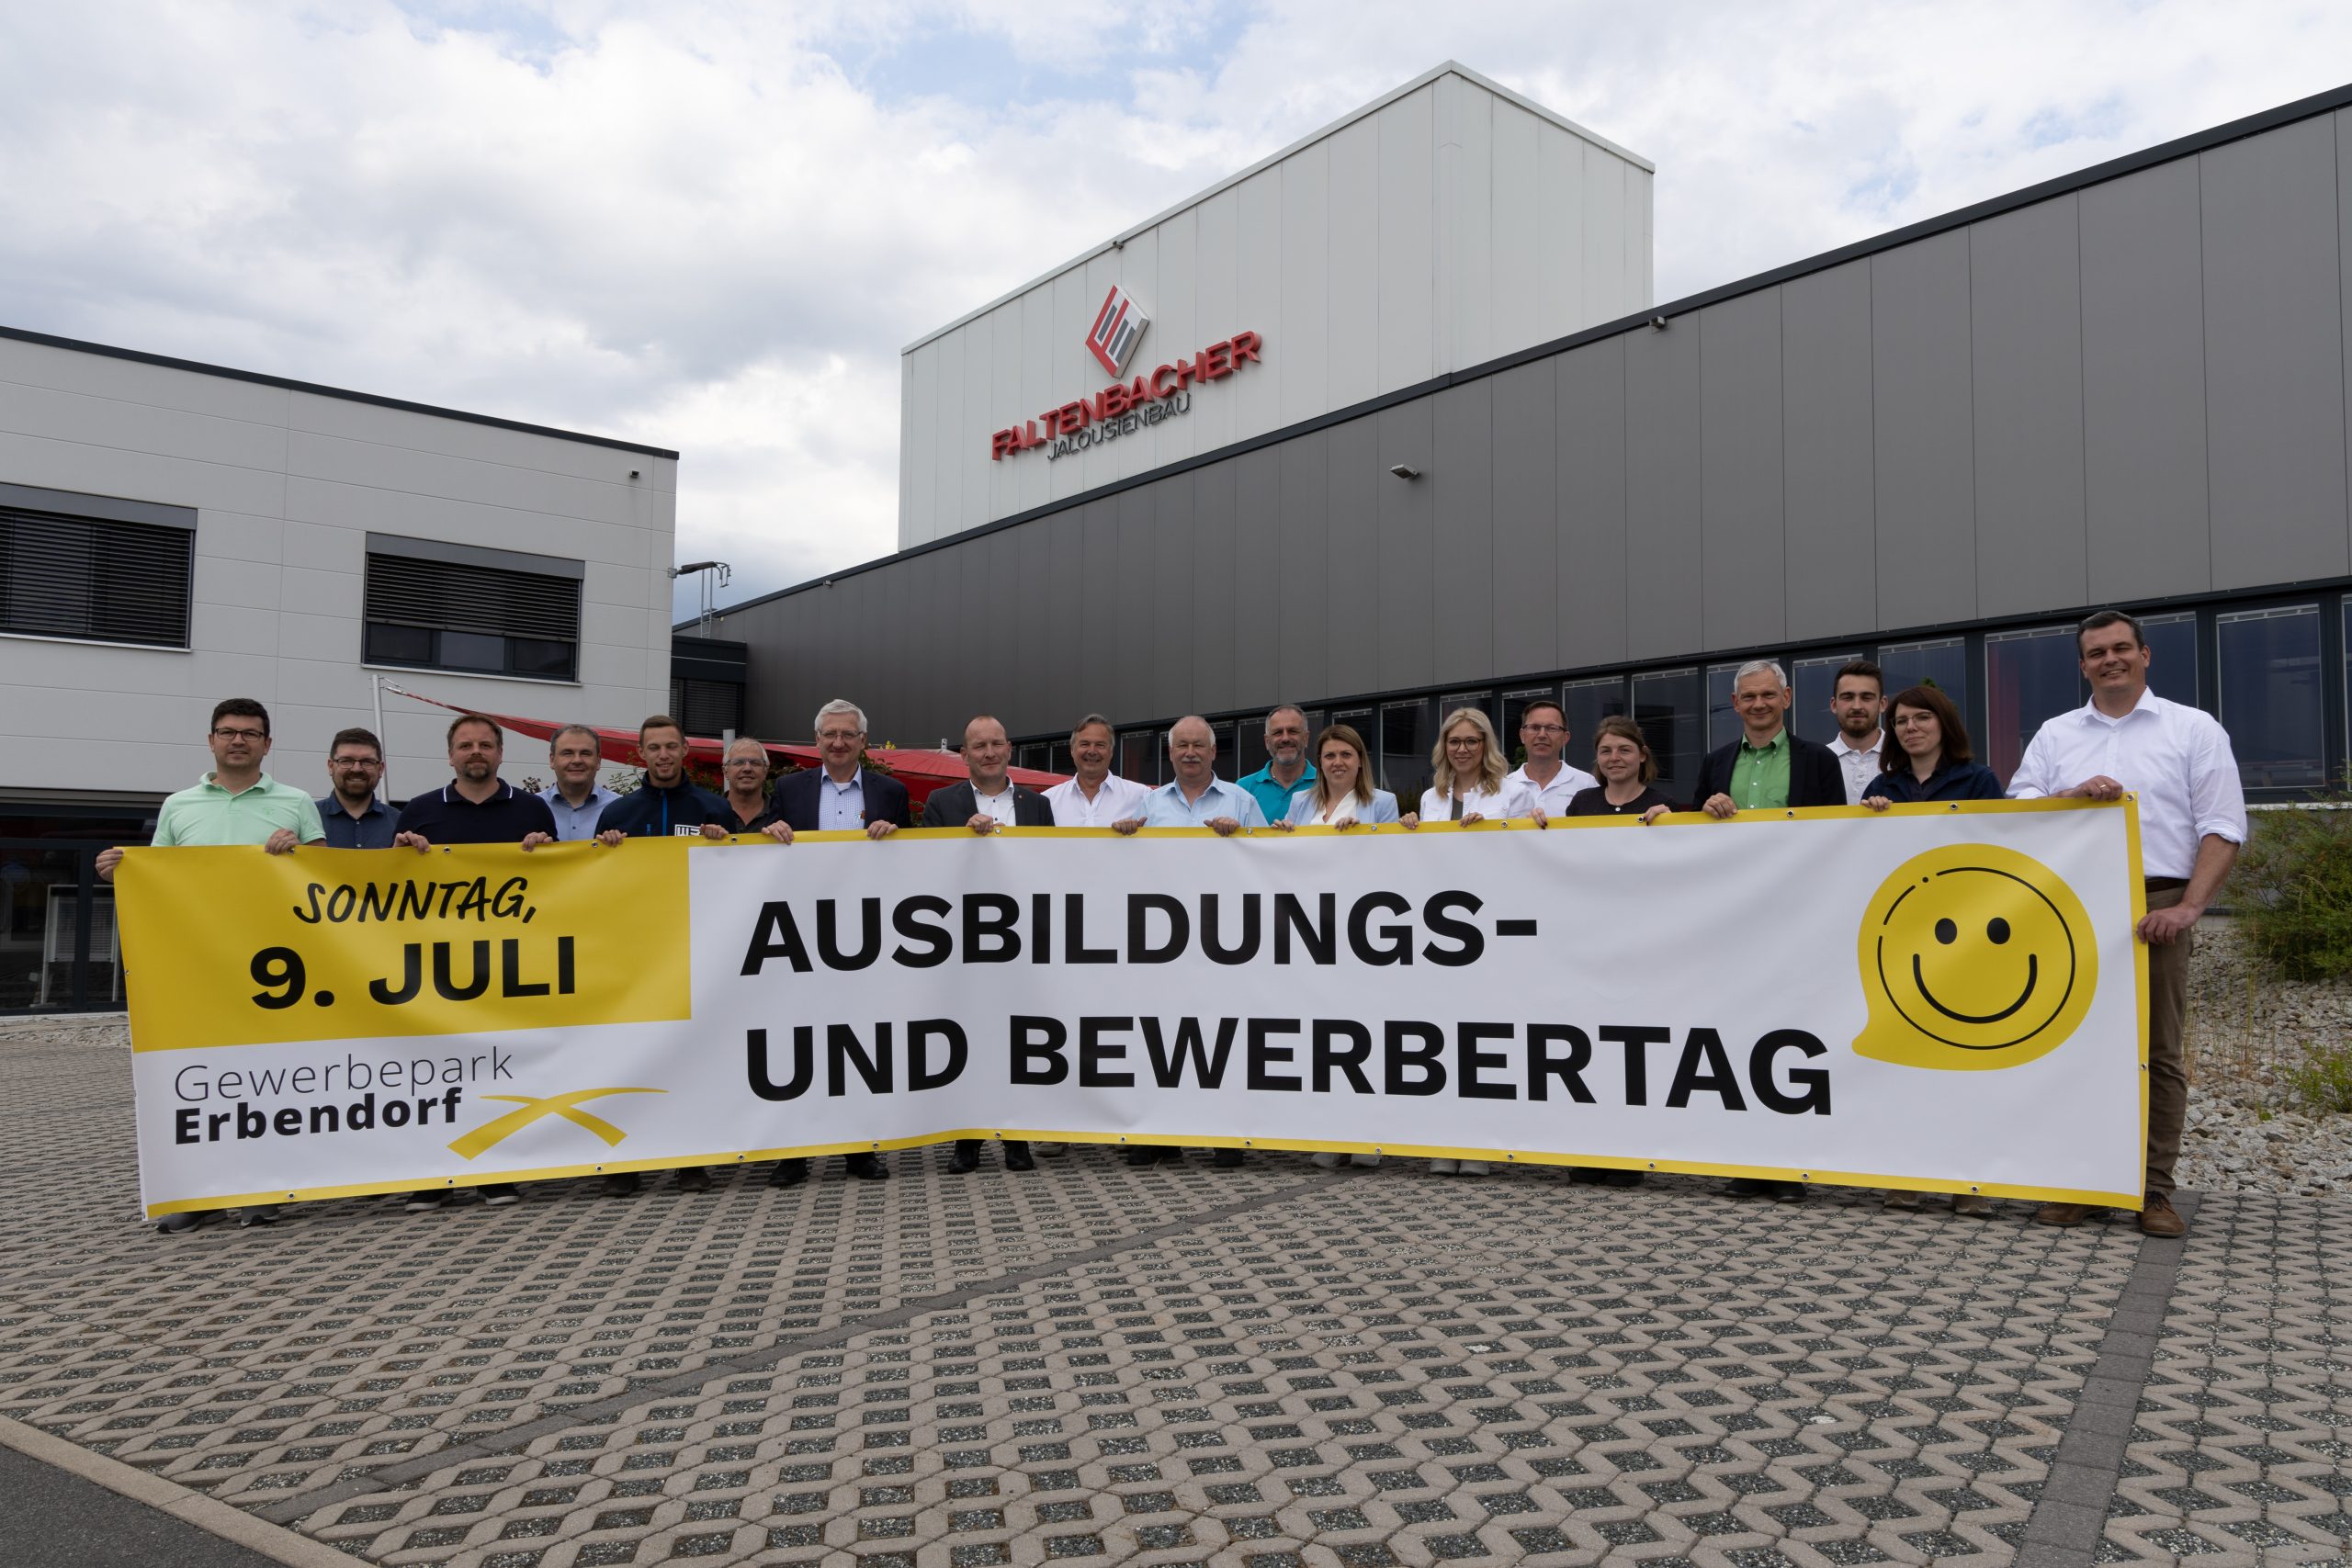 FALTENBACHER
JALOUSIENBAU
SONNTAG,
9. JULI
Gewerbepark
Erbendorf
AUSBILDUNGS-
UND BEWERBERTAG